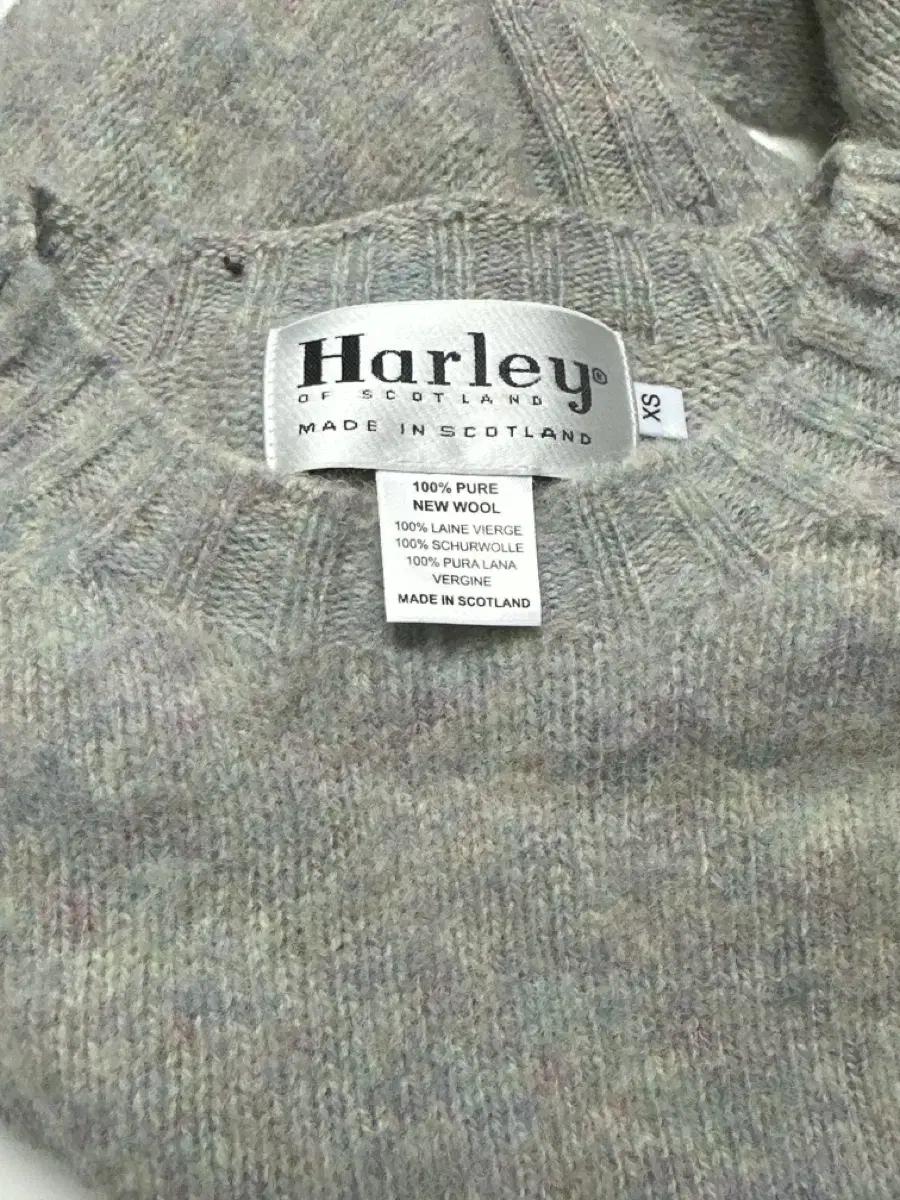 Harley®
OF SCOTLAND
MADE IN SCOTLAND
XS
100% PURE
NEW WOOL
100% LAINE VIERGE
100% SCHURWOLLE
100% PURA LANA
VERGINE
MADE IN SCOTLAND